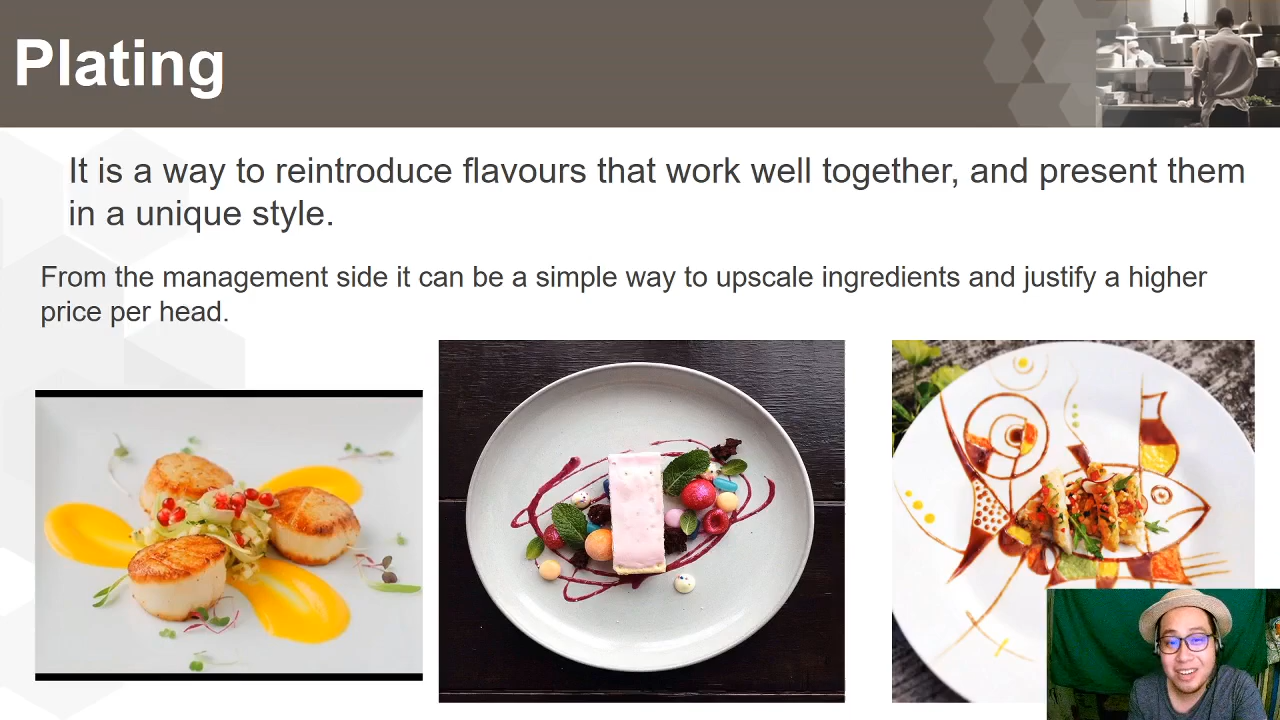 Plating
It is a way to reintroduce flavours that work well together, and present them
in a unique style.
From the management side it can be a simple way to upscale ingredients and justify a higher
price per head.